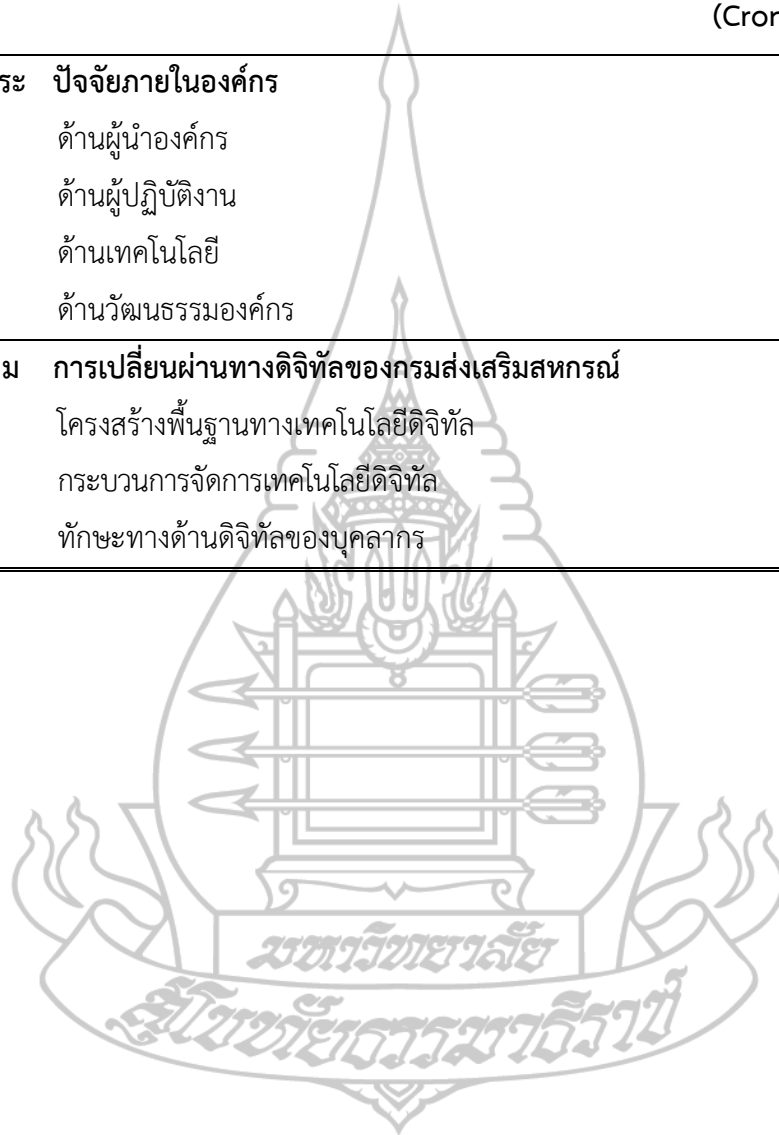 (Cron
ระ ปัจจัยภายในองค์กร
ด้านผู้นำองค์กร
ด้านผู้ปฏิบัติงาน
ด้านเทคโนโลยี
ด้านวัฒนธรรมองค์กร
ม การเปลี่ยนผ่านทางดิจิทัลของกรมส่งเสริมสหกรณ์
โครงสร้างพื้นฐานทางเทคโนโลยีดิจิทัล
กระบวนการจัดการเทคโนโลยีดิจิทัล
ทักษะทางด้านดิจิทัลของบุคลากร
มหาวิทยาลัย
สุโขทัยธรรมาธิราช